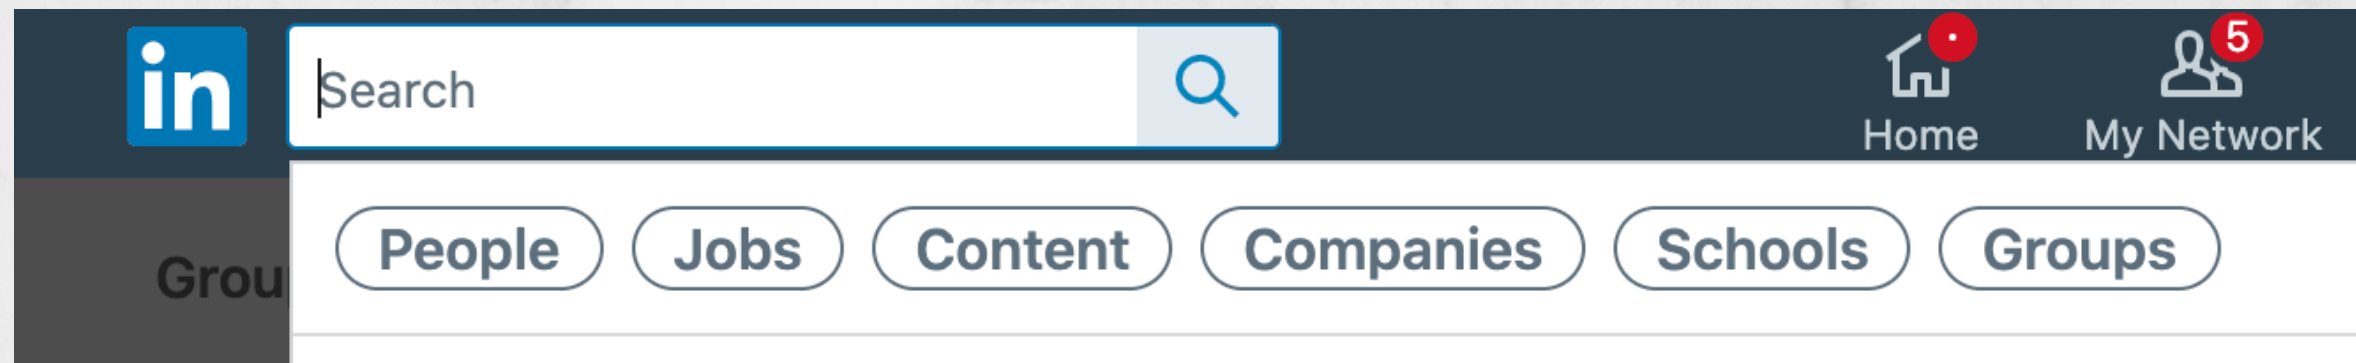 in
Search
Home
5
My Network
People
Jobs
Content
Companies
Schools
Groups
Grou